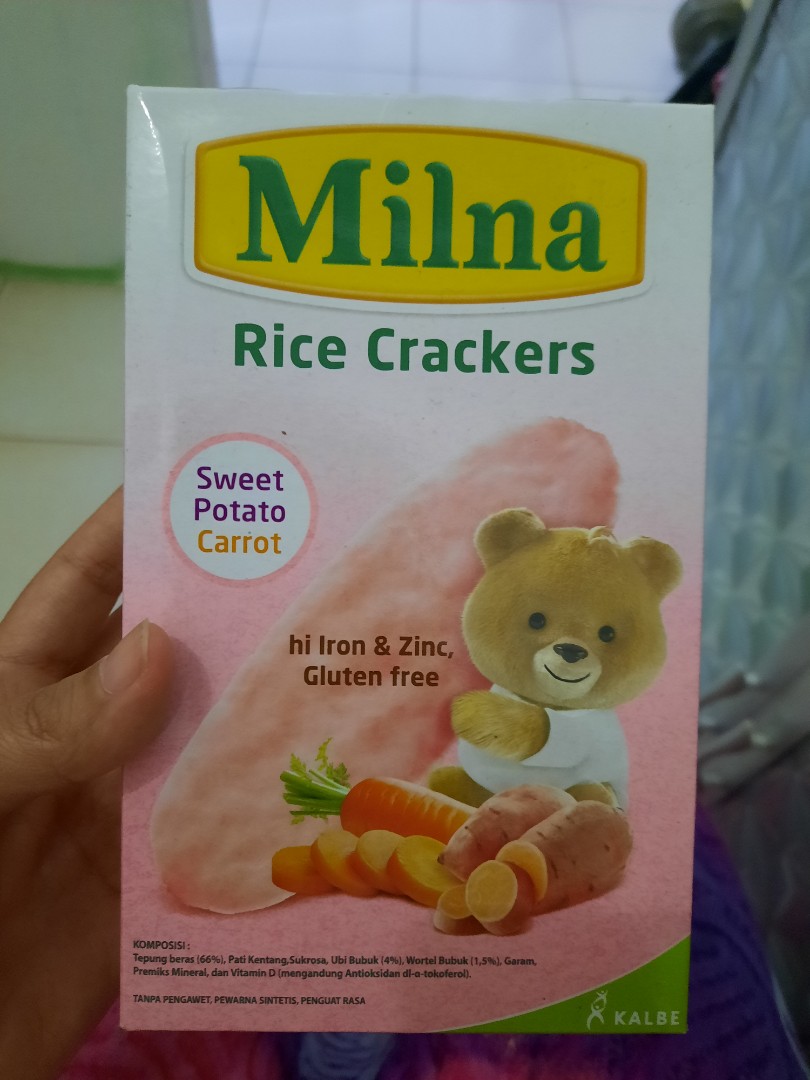 Milna
Rice Crackers
Sweet
Potato
Carrot
hi Iron & Zinc,
Gluten free
KOMPOSISI :
Tepung beras (66%), Pati Kentang,Sukrosa, Ubi Bubuk (4%), Wortel Bubuk (1,5%), Garam,
Premiks Mineral, dan Vitamin D (mengandung Antioksidan dl-α-tokoferol).
TANPA PENGAWET, PEWARNA SINTETIS, PENGUAT RASA
KALBE